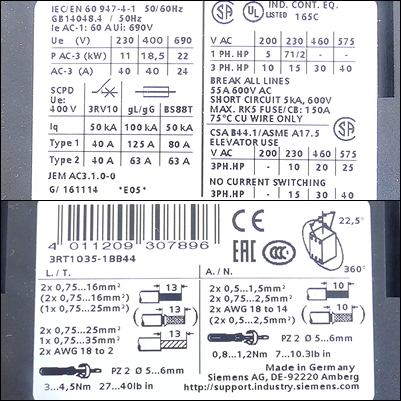 IEC/EN 60 947-4-1 50/60Hz
GB14048.4 / 50Hz
Ie AC-1: 60 A Ui: 690V
Ue (V) 230 400 690
P AC-3 (kW) 11 18,5 22
AC-3 (A) 40 40 24
SCPD
Ue: 400 V 3RV10 gL/gG BS88T
Iq 50 kA 100 kA 50 kA
Type 1 40 A 125 A 80 A
Type 2 40 A 63 A 63 A
JEM AC3.1.0-0
G/ 161114 *E05*
SA UL LISTED IND. CONT. EQ. 165C
V AC 200 230 460 575
1 PH. HP 5 71/2 - -
3 PH. HP 10 15 30 40
BREAK ALL LINES
55A 600V AC
SHORT CIRCUIT 5kA, 600V
MAX. RK5 FUSE/CB: 150A
75°C CU WIRE ONLY
CSA B44.1/ASME A17.5
ELEVATOR USE
V AC 200 230 460 575
3PH.HP - 10 20 25
NO CURRENT SWITCHING
3PH.HP - 15 30 40
4 011209 307896
3RT1035-1BB44
CE
EAC CCC
22,5°
360°
L./ T.
2x 0,75...16mm²
(2x 0,75...16mm²)
(1x 0,75...25mm²)
13
13
2x 0,75...25mm²
1x 0,75...35mm²
2x AWG 18 to 2
13
PZ 2 Ø 5...6mm
3...4,5Nm 27...40lb in
A./ N.
2x 0,5...1,5mm²
2x 0,75...2,5mm²
10
2x AWG 18 to 14
(2x 0,5...2,5mm²)
10
PZ 2 Ø 5...6mm
0,8...1,2Nm 7...10.3lb in
Siemens AG, DE-92220 Amberg
http://support.industry.siemens.com